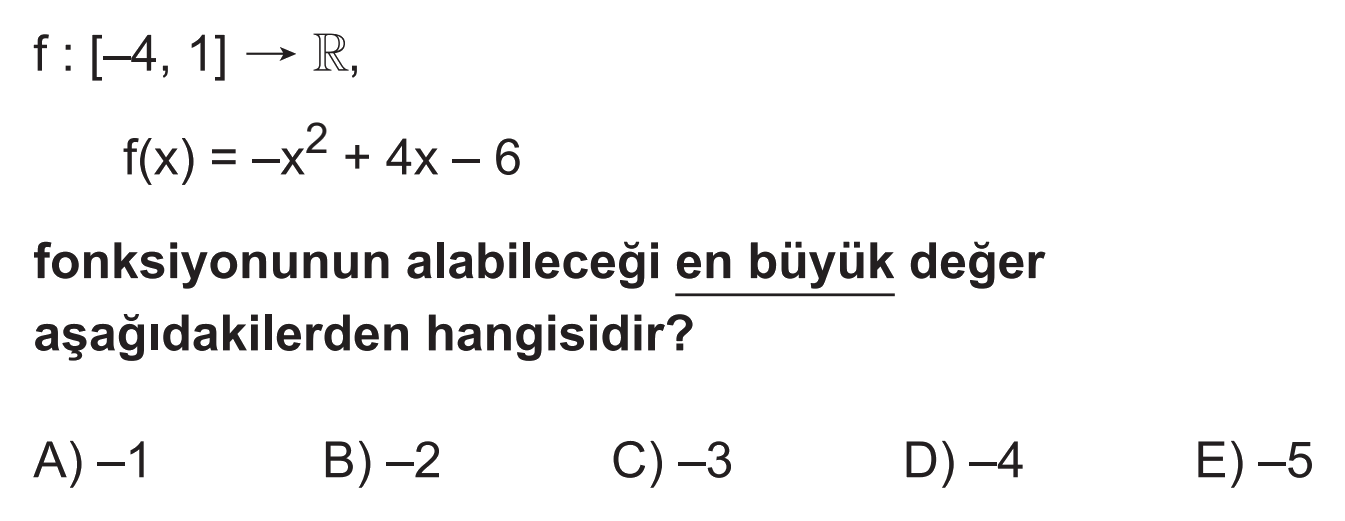 f : [–4, 1] → ℝ,
f(x) = –x² + 4x – 6
fonksiyonunun alabileceği en büyük değer
aşağıdakilerden hangisidir?
A) –1 B) –2 C) –3 D) –4 E) –5